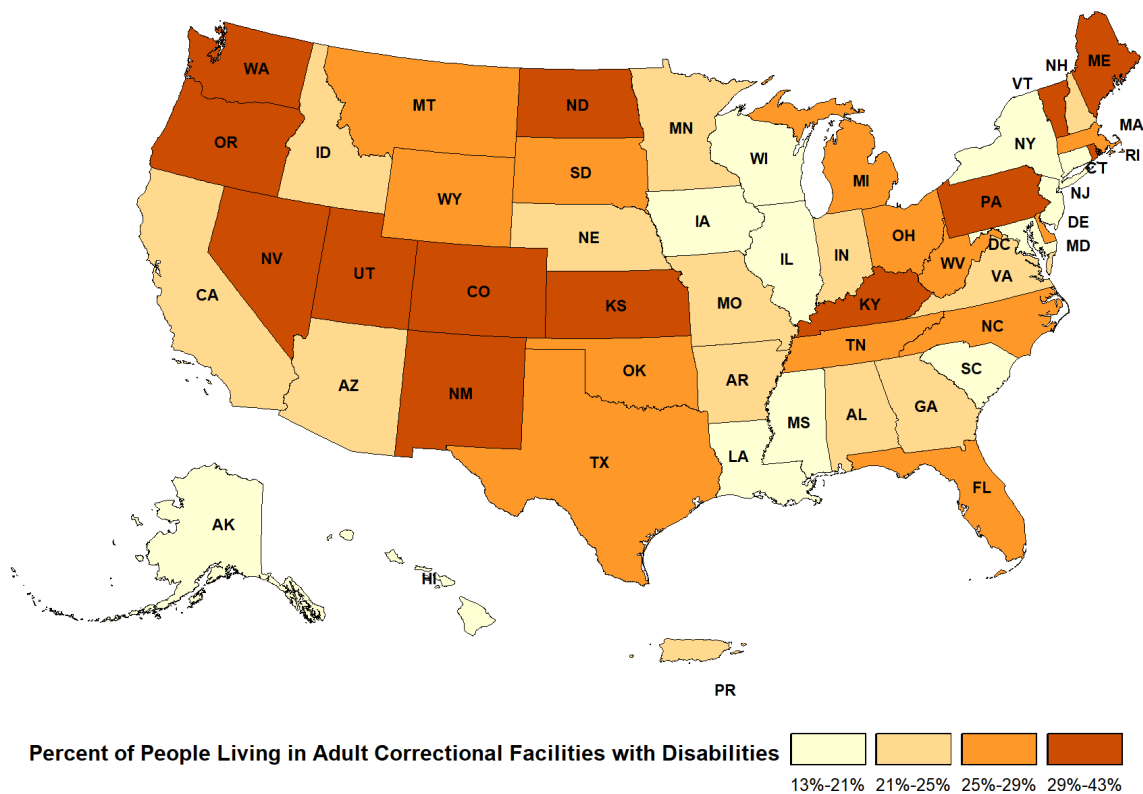 WA
MT
ND
MN
VT
NH
ME
OR
ID
SD
WI
NY
MA
RI
WY
MI
CT
NJ
PA
IA
NE
OH
DE
NV
UT
CO
IL
IN
WV
DC
MD
VA
CA
KS
MO
KY
NC
TN
AZ
NM
OK
AR
SC
MS
AL
GA
LA
TX
FL
AK
HI
PR
Percent of People Living in Adult Correctional Facilities with Disabilities
13%-21% 21%-25% 25%-29% 29%-43%